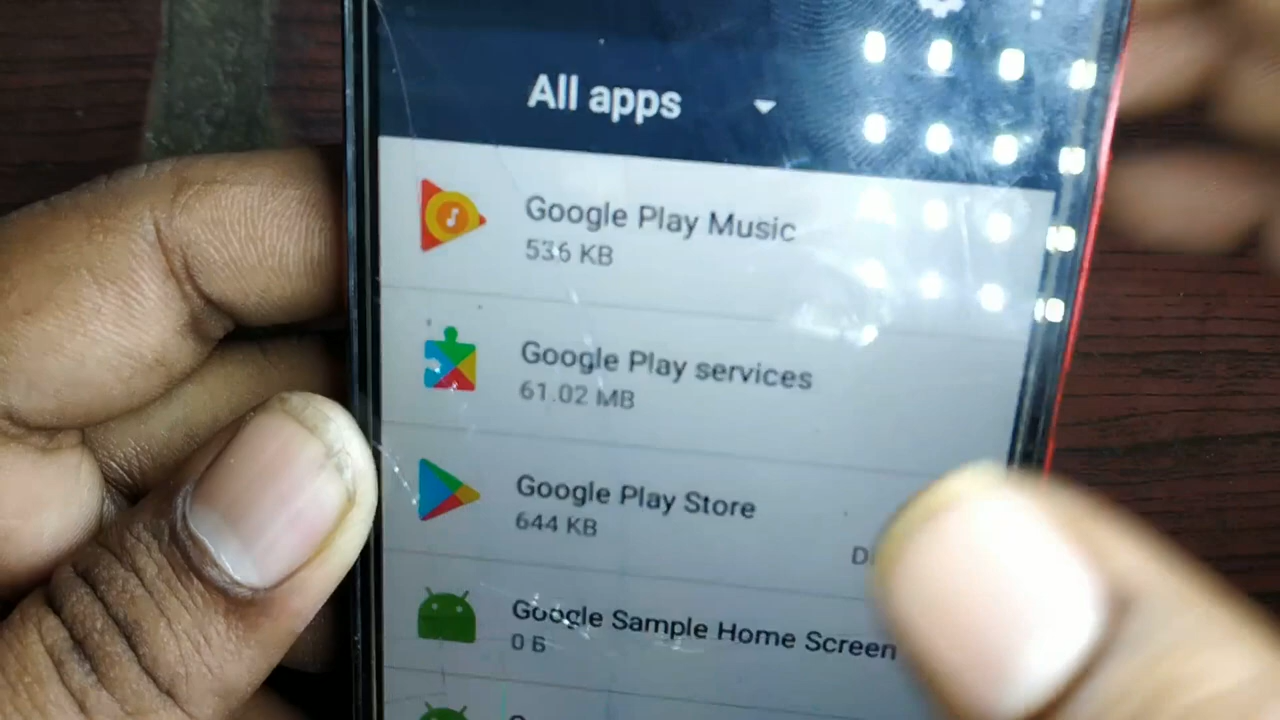 All apps
Google Play Music
536 KB
Google Play services
61.02 MB
Google Play Store
644 KB
Google Sample Home Screen
0 Б